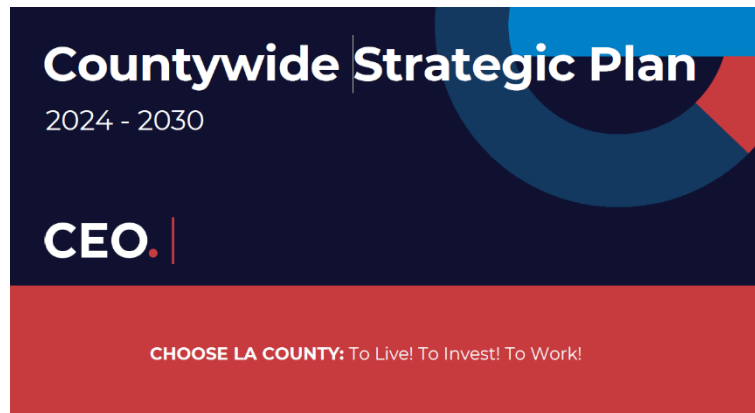 Countywide Strategic Plan
2024 - 2030
CEO.
CHOOSE LA COUNTY: To Live! To Invest! To Work!